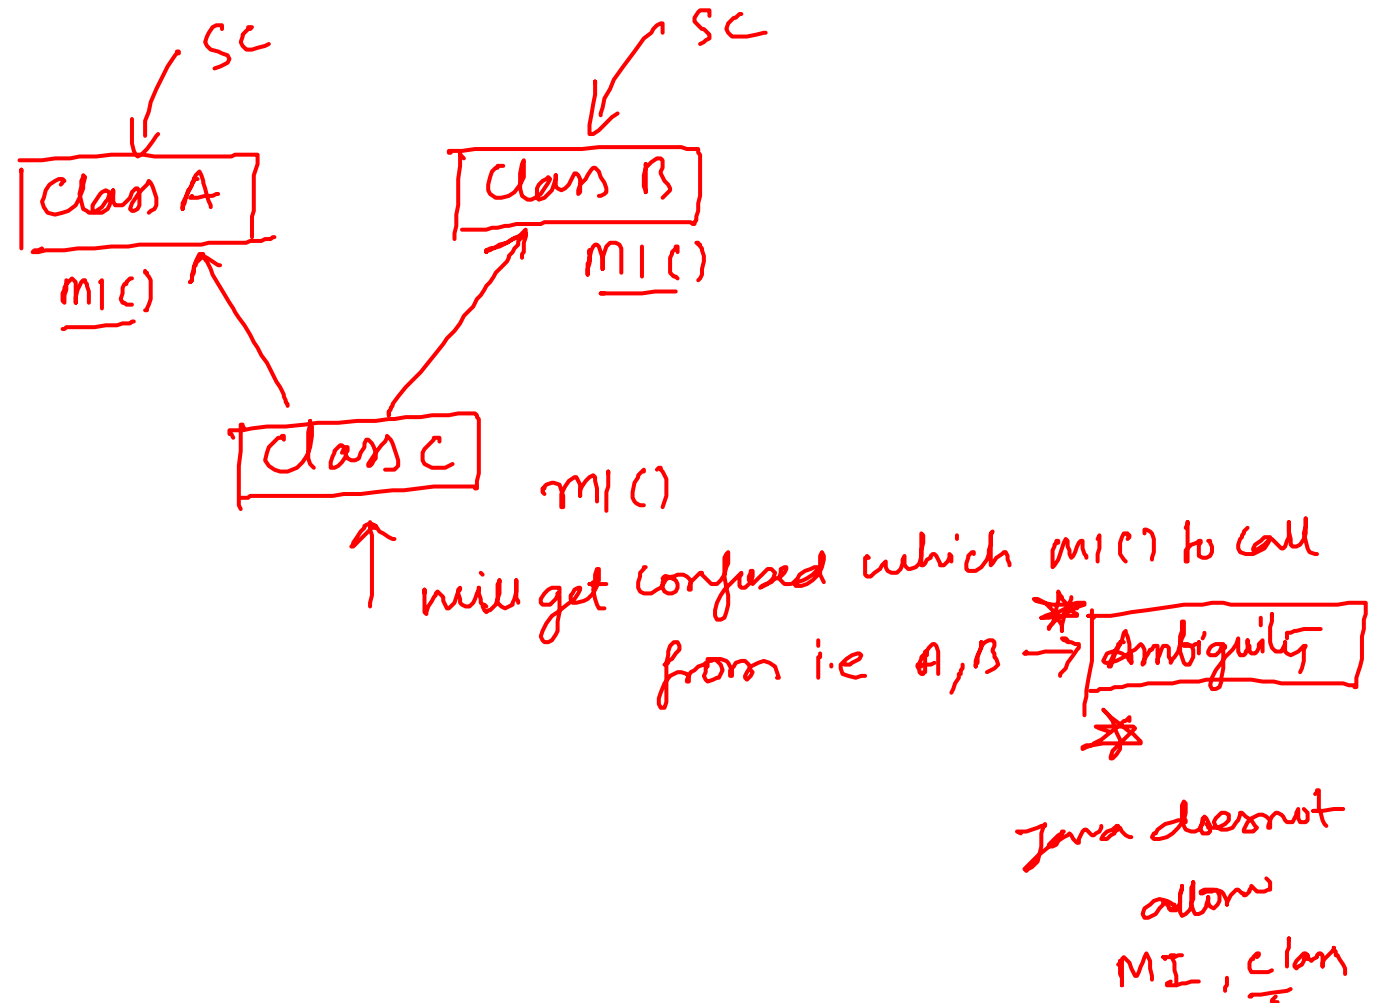 SC
SC
Class A
Class B
M1()
M1()
Class C
M1()
will get confused which M1() to call
from i.e A,B → Ambiguity
Java doesnot
allow
MI, class